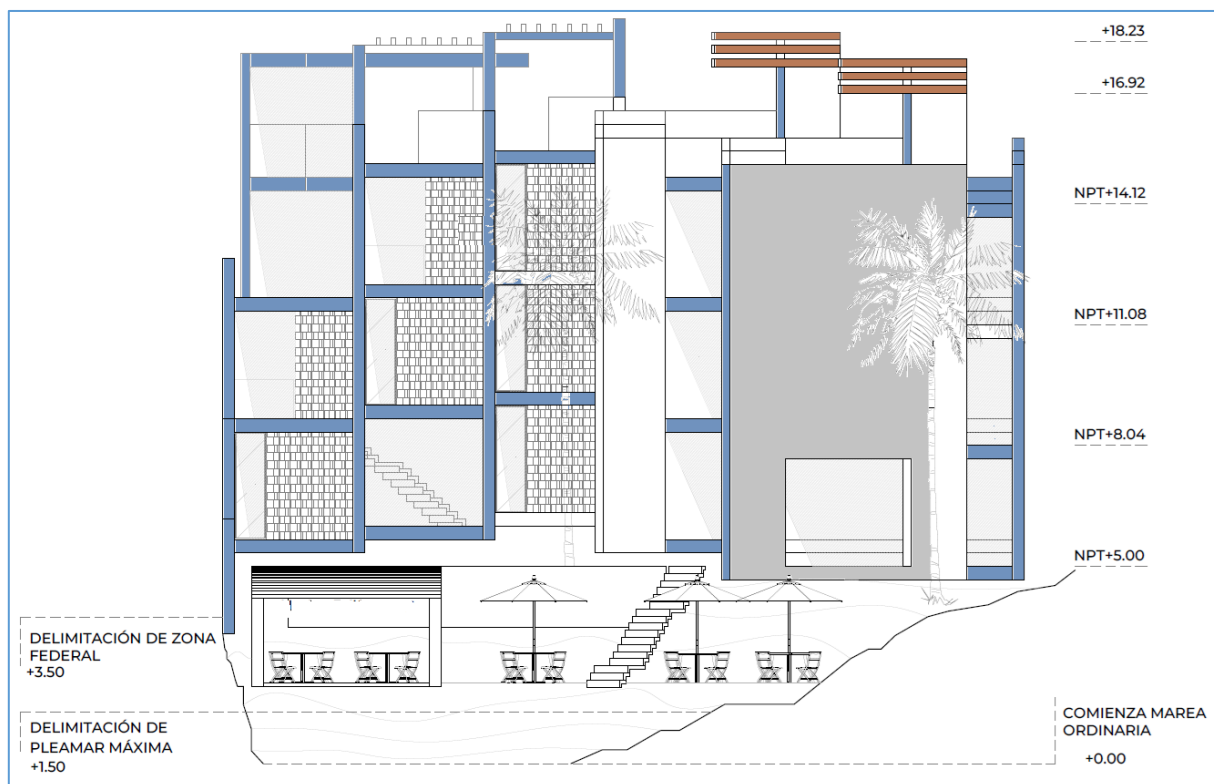 +18.23
+16.92
NPT+14.12
NPT+11.08
NPT+8.04
NPT+5.00
DELIMITACIÓN DE ZONA
FEDERAL
+3.50
DELIMITACIÓN DE
PLEAMAR MÁXIMA
+1.50
COMIENZA MAREA
ORDINARIA
+0.00